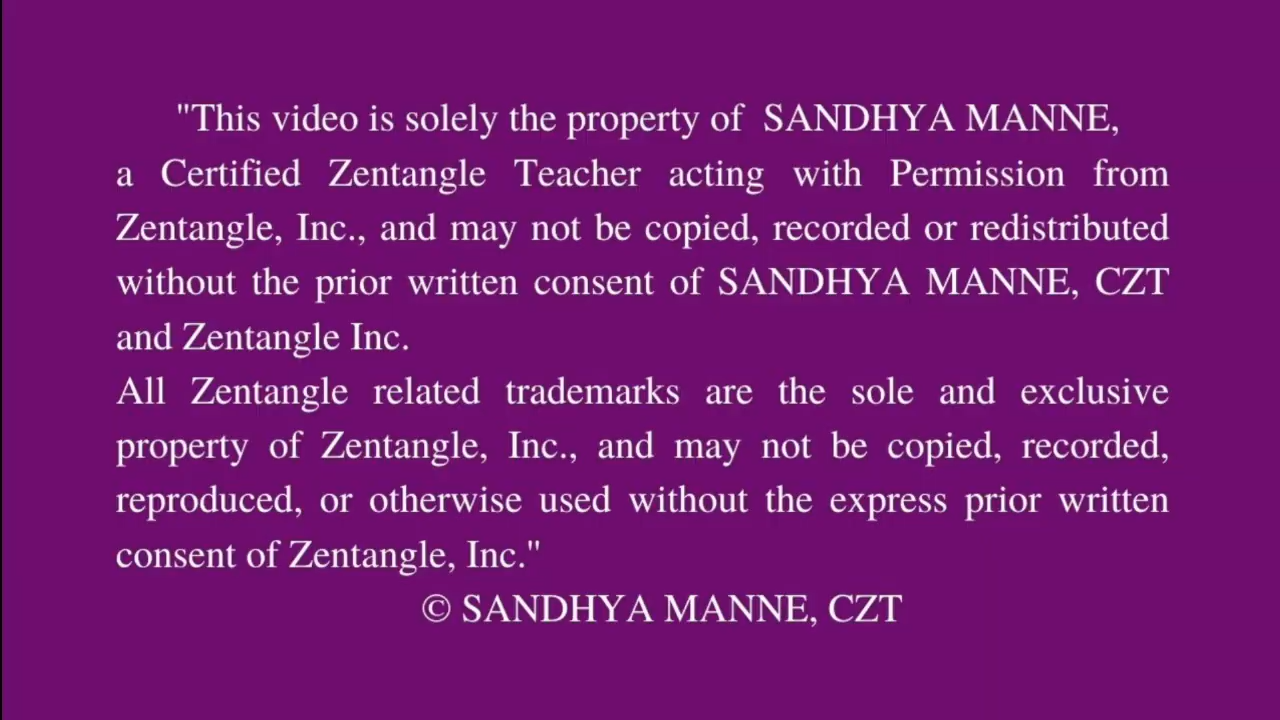 "This video is solely the property of SANDHYA MANNE,
a Certified Zentangle Teacher acting with Permission from
Zentangle, Inc., and may not be copied, recorded or redistributed
without the prior written consent of SANDHYA MANNE, CZT
and Zentangle Inc.
All Zentangle related trademarks are the sole and exclusive
property of Zentangle, Inc., and may not be copied, recorded,
reproduced, or otherwise used without the express prior written
consent of Zentangle, Inc."
© SANDHYA MANNE, CZT